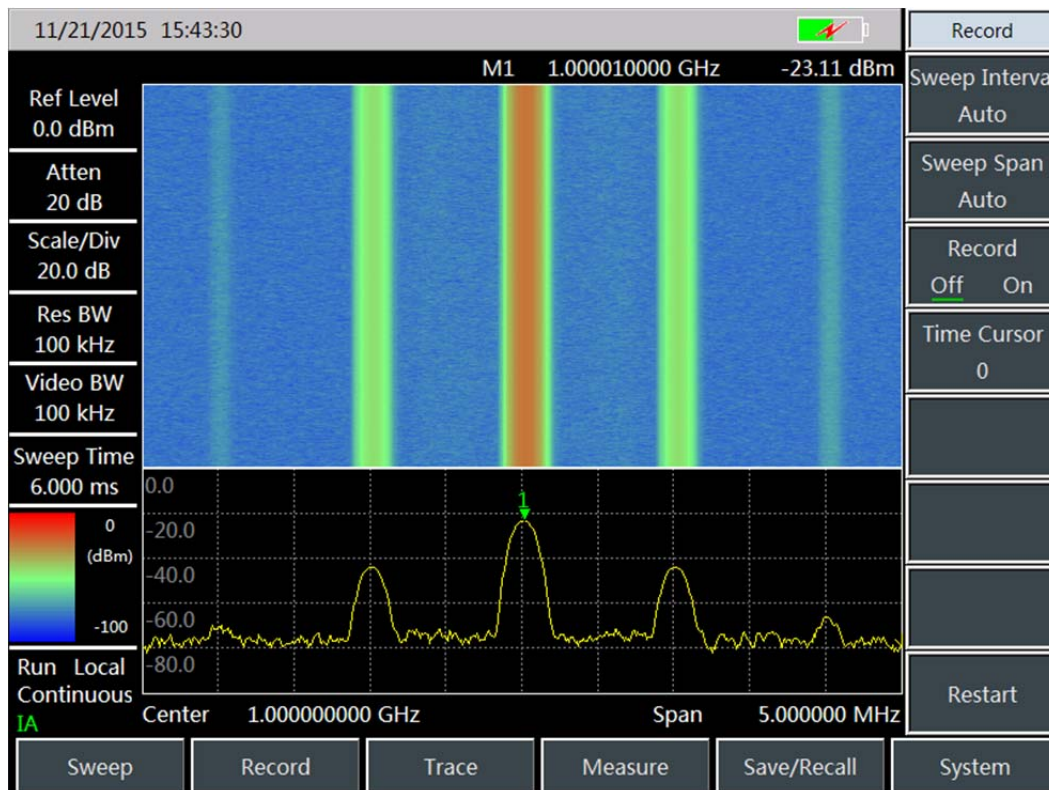 11/21/2015 15:43:30
M1 1.000010000 GHz -23.11 dBm
Ref Level
0.0 dBm
Atten
20 dB
Scale/Div
20.0 dB
Res BW
100 kHz
Video BW
100 kHz
Sweep Time
6.000 ms
0
(dBm)
-100
Run Local
Continuous
IA
0.0
-20.0
-40.0
-60.0
-80.0
1
Center 1.000000000 GHz Span 5.000000 MHz
Record
Sweep Interva
Auto
Sweep Span
Auto
Record
Off On
Time Cursor
0
Restart
Sweep Record Trace Measure Save/Recall System